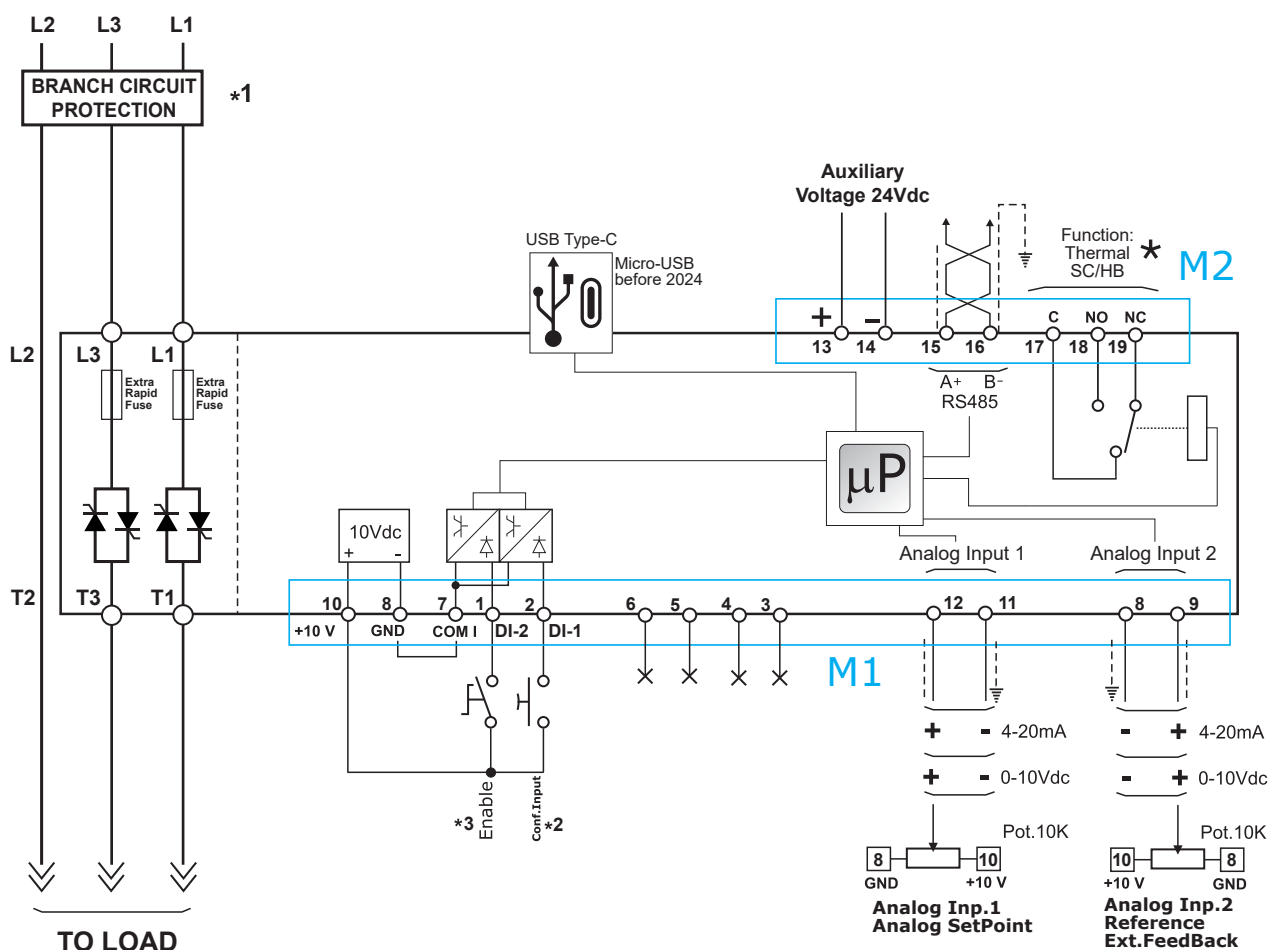 L2 L3 L1
BRANCH CIRCUIT
PROTECTION
*1
Auxiliary
Voltage 24Vdc
USB Type-C
Micro-USB
before 2024
Function:
Thermal
SC/HB
*
M2
+ -
C NO NC
13 14 15 16 17 18 19
L2 L3 L1
A+ B-
RS485
Extra
Rapid
Fuse
Extra
Rapid
Fuse
µP
10Vdc
+ -
Analog Input 1
Analog Input 2
T2 T3 T1
10 8 7 1 2 6 5 4 3 12 11 8 9
+10 V GND COM I DI-2 DI-1
M1
+ - 4-20mA
- + 4-20mA
+ - 0-10Vdc
- + 0-10Vdc
*3 Enable
Conf.Input *2
Pot.10K
Pot.10K
8 10
GND +10 V
10 8
+10 V GND
Analog Inp.1
Analog SetPoint
Analog Inp.2
Reference
Ext.FeedBack
TO LOAD